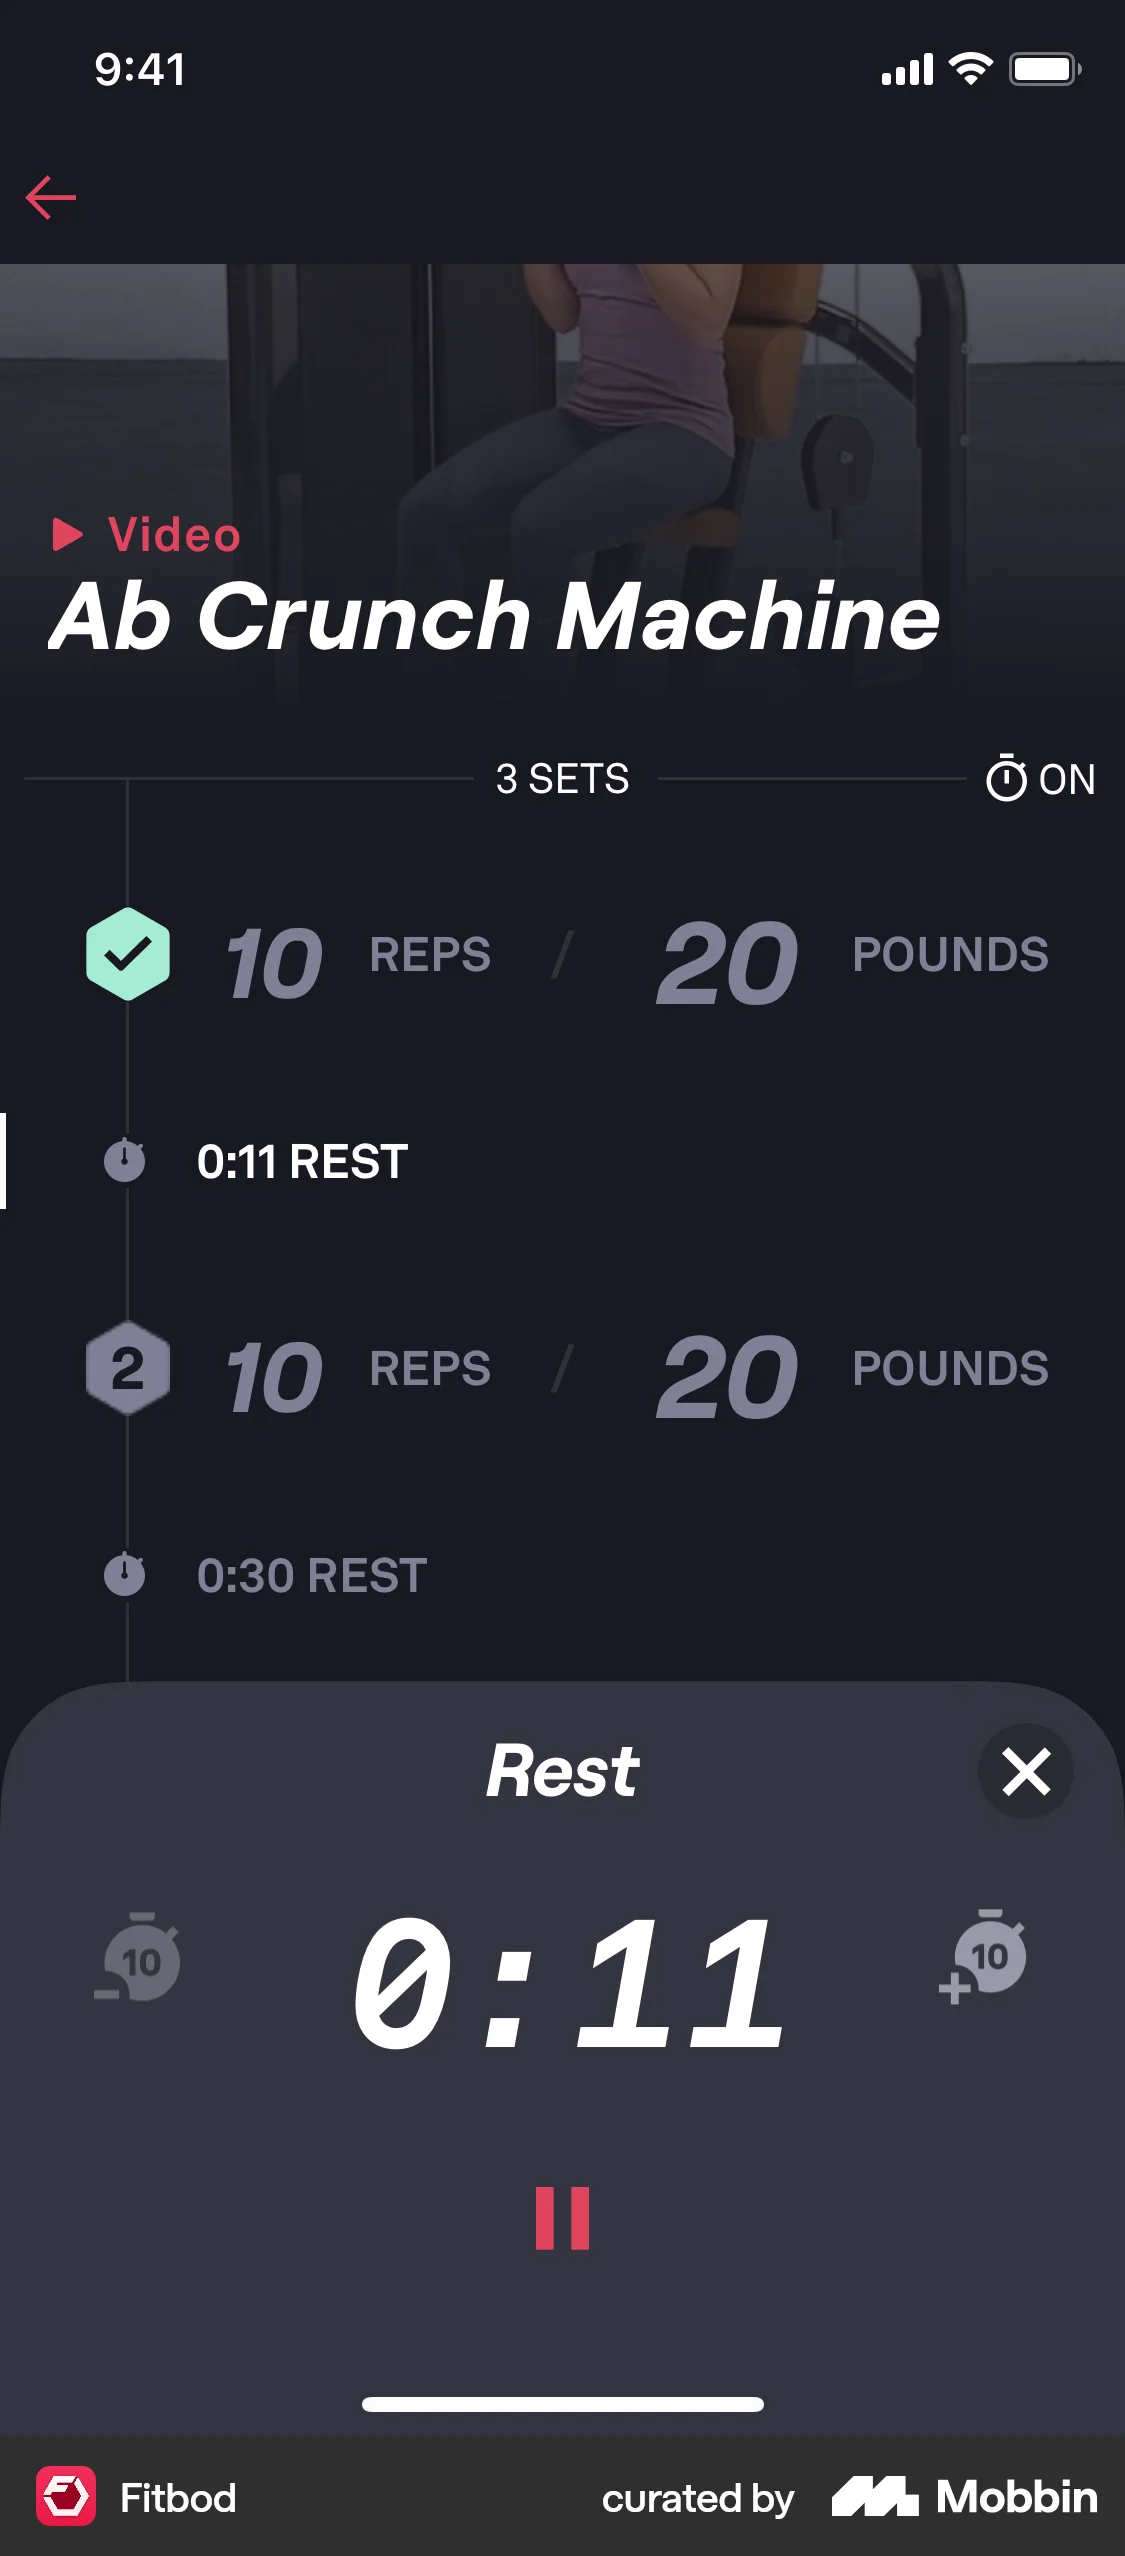 9:41
Video
Ab Crunch Machine
3 SETS ON
10 REPS / 20 POUNDS
0:11 REST
2 10 REPS / 20 POUNDS
0:30 REST
Rest
10 0:11 10
Fitbod curated by Mobbin